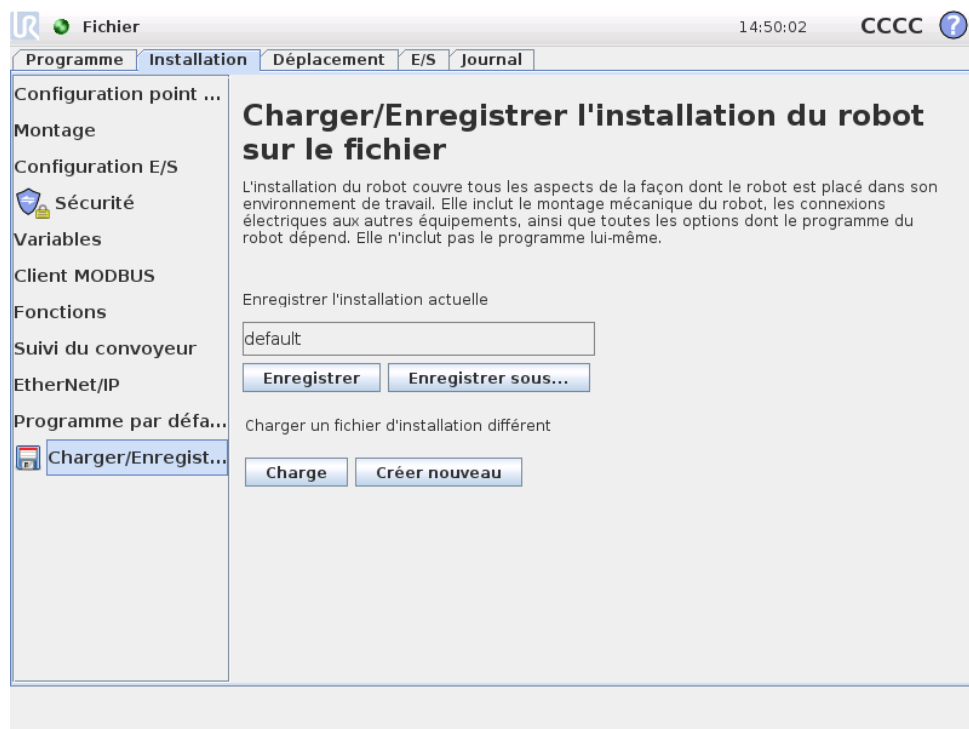 UR Fichier 14:50:02 CCCC ?
Programme Installation Déplacement E/S Journal
Configuration point ...
Montage
Configuration E/S
Sécurité
Variables
Client MODBUS
Fonctions
Suivi du convoyeur
EtherNet/IP
Programme par défa...
Charger/Enregist...
Charger/Enregistrer l'installation du robot
sur le fichier
L'installation du robot couvre tous les aspects de la façon dont le robot est placé dans son
environnement de travail. Elle inclut le montage mécanique du robot, les connexions
électriques aux autres équipements, ainsi que toutes les options dont le programme du
robot dépend. Elle n'inclut pas le programme lui-même.
Enregistrer l'installation actuelle
default
Enregistrer Enregistrer sous...
Charger un fichier d'installation différent
Charge Créer nouveau